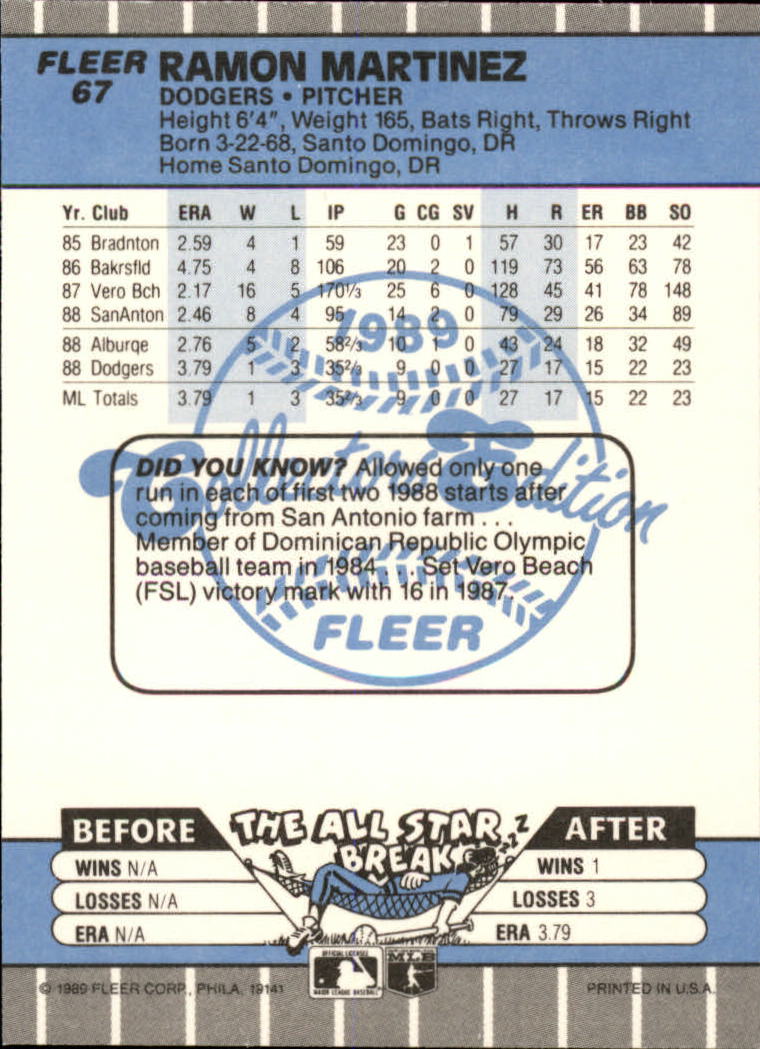 FLEER RAMON MARTINEZ
67 DODGERS • PITCHER
Height 6'4", Weight 165, Bats Right, Throws Right
Born 3-22-68, Santo Domingo, DR
Home Santo Domingo, DR
Yr. Club ERA W L IP G CG SV H R ER BB SO
85 Bradnton 2.59 4 1 59 23 0 1 57 30 17 23 42
86 Bakrsfld 4.75 4 8 106 20 2 0 119 73 56 63 78
87 Vero Bch 2.17 16 5 170⅓ 25 6 0 128 45 41 78 148
88 SanAnton 2.46 8 4 95 14 2 0 79 29 26 34 89
88 Alburqe 2.76 5 2 58⅔ 10 1 0 43 24 18 32 49
88 Dodgers 3.79 1 3 35⅔ 9 0 0 27 17 15 22 23
ML Totals 3.79 1 3 35⅔ 9 0 0 27 17 15 22 23
1989
Collectors' Edition
DID YOU KNOW? Allowed only one
run in each of first two 1988 starts after
coming from San Antonio farm . . .
Member of Dominican Republic Olympic
baseball team in 1984. . . Set Vero Beach
(FSL) victory mark with 16 in 1987.
FLEER
BEFORE THE ALL STAR BREAK ZZZ AFTER
WINS N/A WINS 1
LOSSES N/A LOSSES 3
ERA N/A ERA 3.79
OFFICIAL LICENSEE MLB
MAJOR LEAGUE BASEBALL
© 1989 FLEER CORP., PHILA. 19141 PRINTED IN U.S.A.